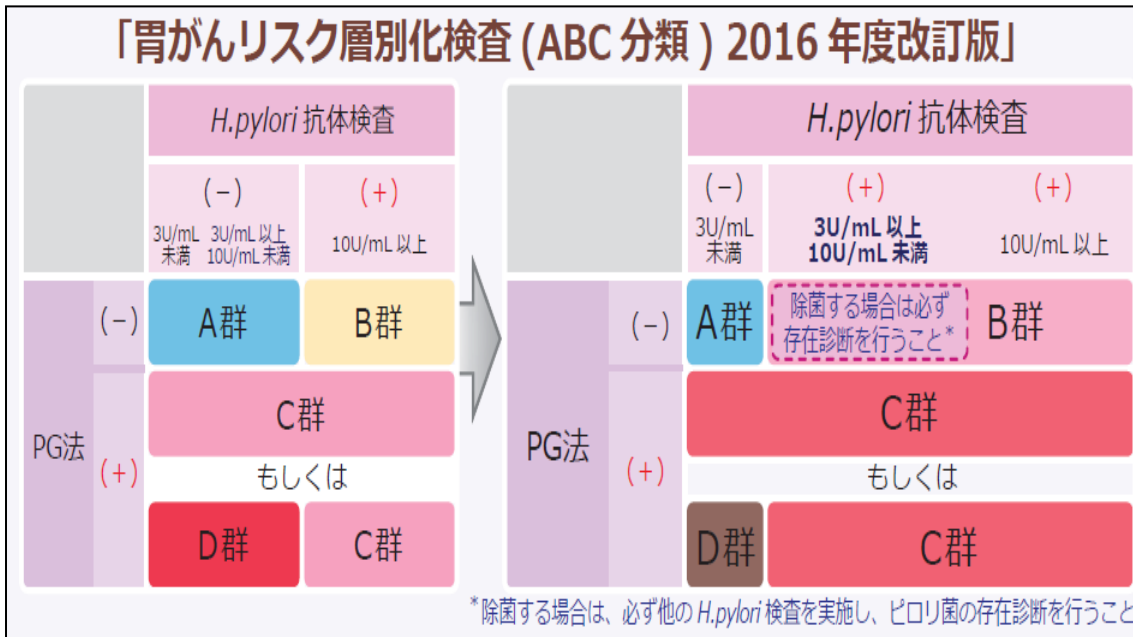 「胃がんリスク層別化検査 (ABC 分類 ) 2016 年度改訂版」
H.pylori 抗体検査
(−)
(+)
3U/mL 未満
3U/mL 以上
10U/mL 未満
10U/mL 以上
PG法
(−)
A群
B群
(+)
C群
もしくは
D群
C群
H.pylori 抗体検査
(−)
(+)
(+)
3U/mL
未満
3U/mL 以上
10U/mL 未満
10U/mL 以上
PG法
(−)
A群
除菌する場合は必ず
存在診断を行うこと*
B群
(+)
C群
もしくは
D群
C群
*除菌する場合は、必ず他の H.pylori 検査を実施し、ピロリ菌の存在診断を行うこと